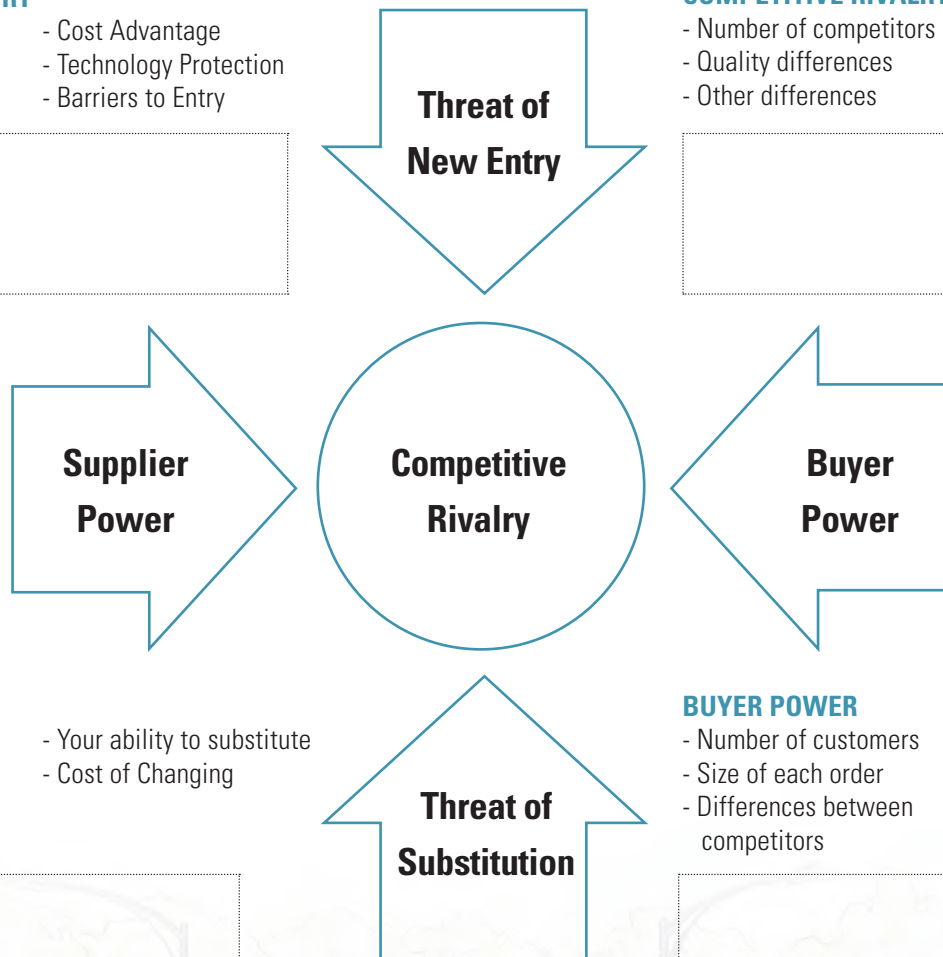 - Cost Advantage
- Technology Protection
- Barriers to Entry
Threat of
New Entry
- Number of competitors
- Quality differences
- Other differences
Supplier
Power
Competitive
Rivalry
Buyer
Power
- Your ability to substitute
- Cost of Changing
Threat of
Substitution
BUYER POWER
- Number of customers
- Size of each order
- Differences between
competitors